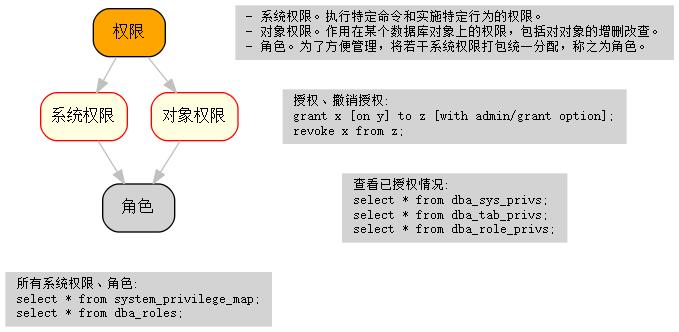 权限
- 系统权限。执行特定命令和实施特定行为的权限。
- 对象权限。作用在某个数据库对象上的权限，包括对对象的增删改查。
- 角色。为了方便管理，将若干系统权限打包统一分配，称之为角色。
系统权限
对象权限
授权、撤销授权:
grant x [on y] to z [with admin/grant option];
revoke x from z;
角色
查看已授权情况:
select * from dba_sys_privs;
select * from dba_tab_privs;
select * from dba_role_privs;
所有系统权限、角色:
select * from system_privilege_map;
select * from dba_roles;